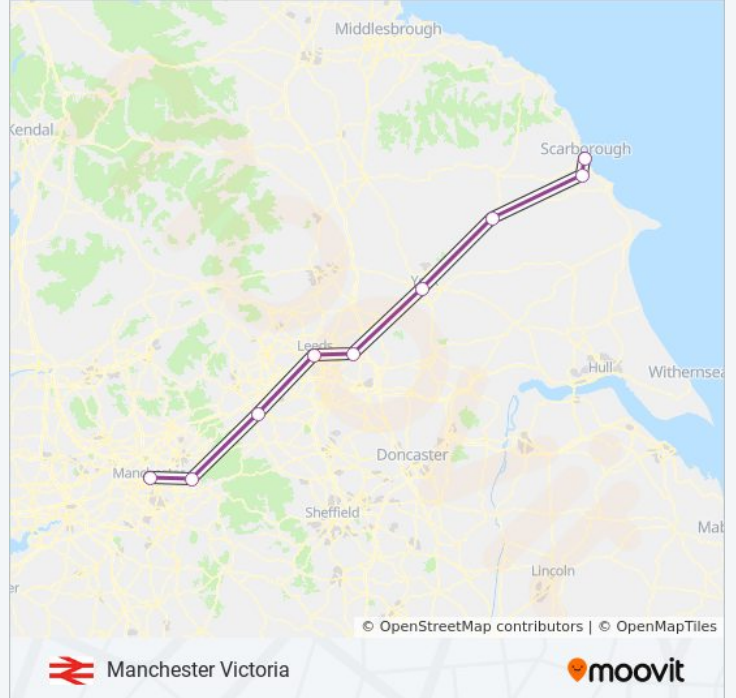 Middlesbrough
Kendal
Scarborough
Leeds
Hull
Withernsea
Doncaster
Sheffield
Lincoln
© OpenStreetMap contributors | © OpenMapTiles
Manchester Victoria
moovit